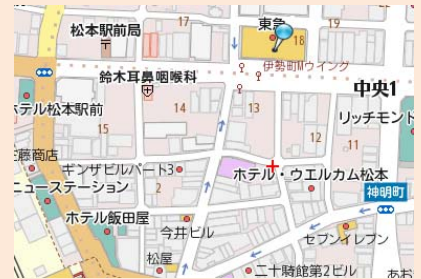 東急
19
松本駅前局
17
18
伊勢町Mウイング
鈴木耳鼻咽喉科
中央1
ホテル松本駅前
14
13
リッチモンド
15
12
11
佐藤商店
ギンザビルパート3
ホテル・ウエルカム松本
ニューステーション
2
神明町
ホテル飯田屋
今井ビル
セブンイレブン
松屋
二十騎館第2ビル
あお